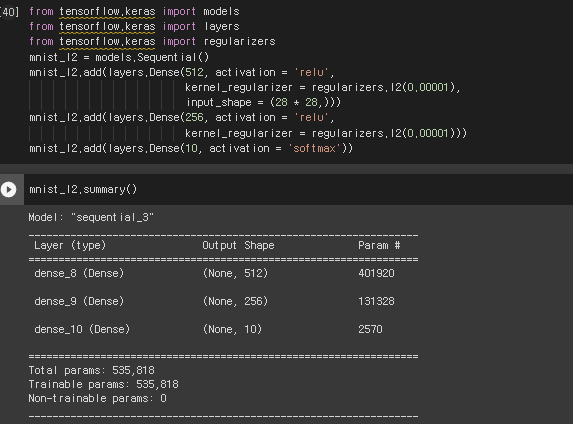 [40] from tensorflow.keras import models
from tensorflow.keras import layers
from tensorflow.keras import regularizers
mnist_l2 = models.Sequential()
mnist_l2.add(layers.Dense(512, activation = 'relu',
kernel_regularizer = regularizers.l2(0.00001),
input_shape = (28 * 28,)))
mnist_l2.add(layers.Dense(256, activation = 'relu',
kernel_regularizer = regularizers.l2(0.00001)))
mnist_l2.add(layers.Dense(10, activation = 'softmax'))
mnist_l2.summary()
Model: "sequential_3"
Layer (type) Output Shape Param #
dense_8 (Dense) (None, 512) 401920
dense_9 (Dense) (None, 256) 131328
dense_10 (Dense) (None, 10) 2570
Total params: 535,818
Trainable params: 535,818
Non-trainable params: 0